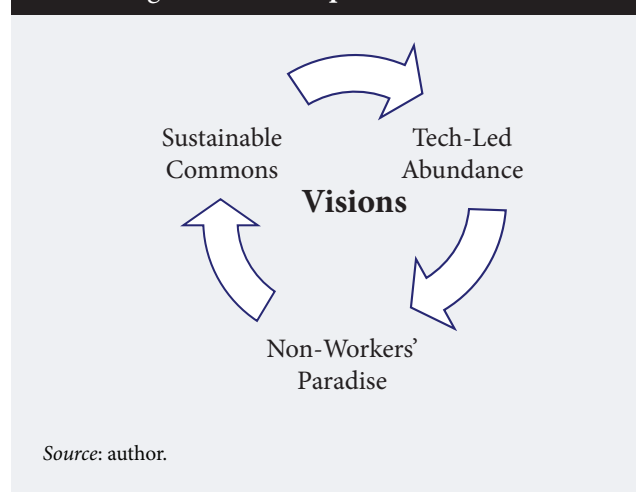 Sustainable
Commons
Tech-Led
Abundance
Visions
Non-Workers’
Paradise
Source: author.